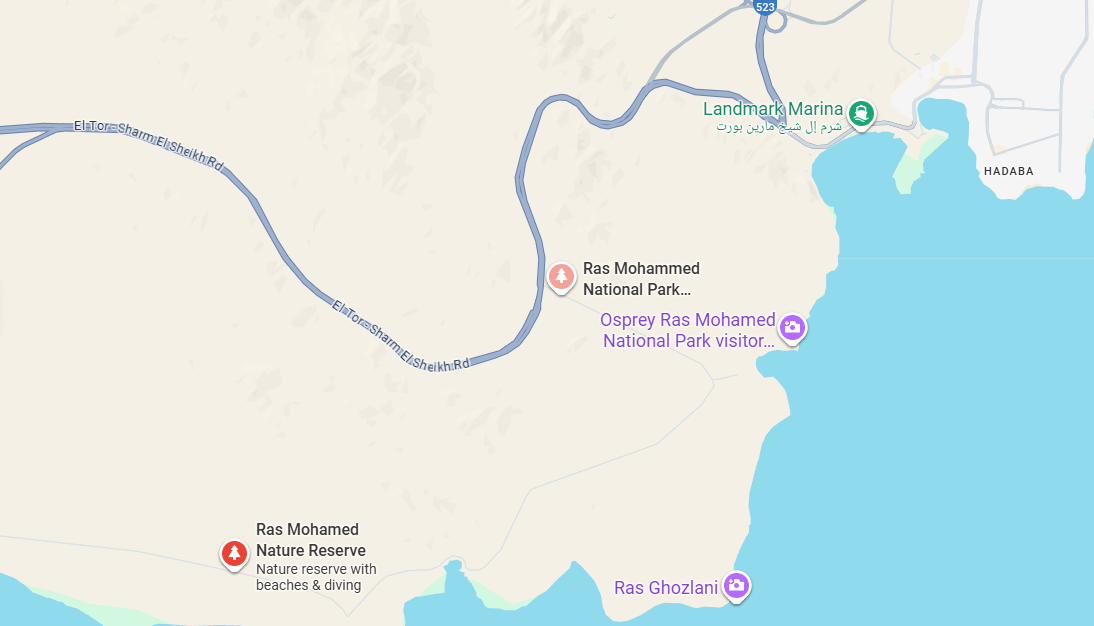 523
Landmark Marina
شرم إل شيخ مارين بورت
El Tor - Sharm El Sheikh Rd
HADABA
Ras Mohammed
National Park...
Osprey Ras Mohamed
National Park visitor...
El Tor - Sharm El Sheikh Rd
Ras Mohamed
Nature Reserve
Nature reserve with
beaches & diving
Ras Ghozlani